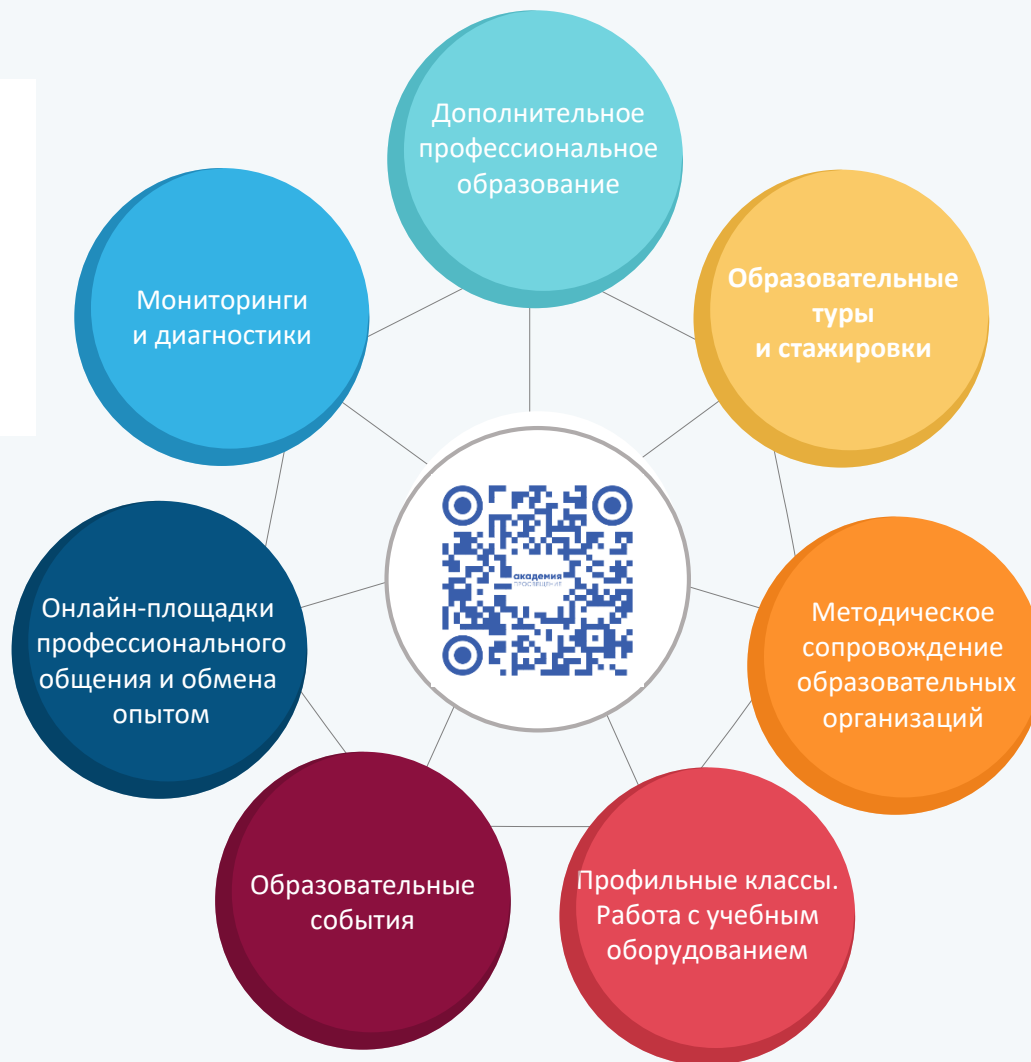 Дополнительное
профессиональное
образование
Образовательные
туры
и стажировки
Мониторинги
и диагностики
академия
ПРОСВЕЩЕНИЕ
Онлайн-площадки
профессионального
общения и обмена
опытом
Методическое
сопровождение
образовательных
организаций
Образовательные
события
Профильные классы.
Работа с учебным
оборудованием